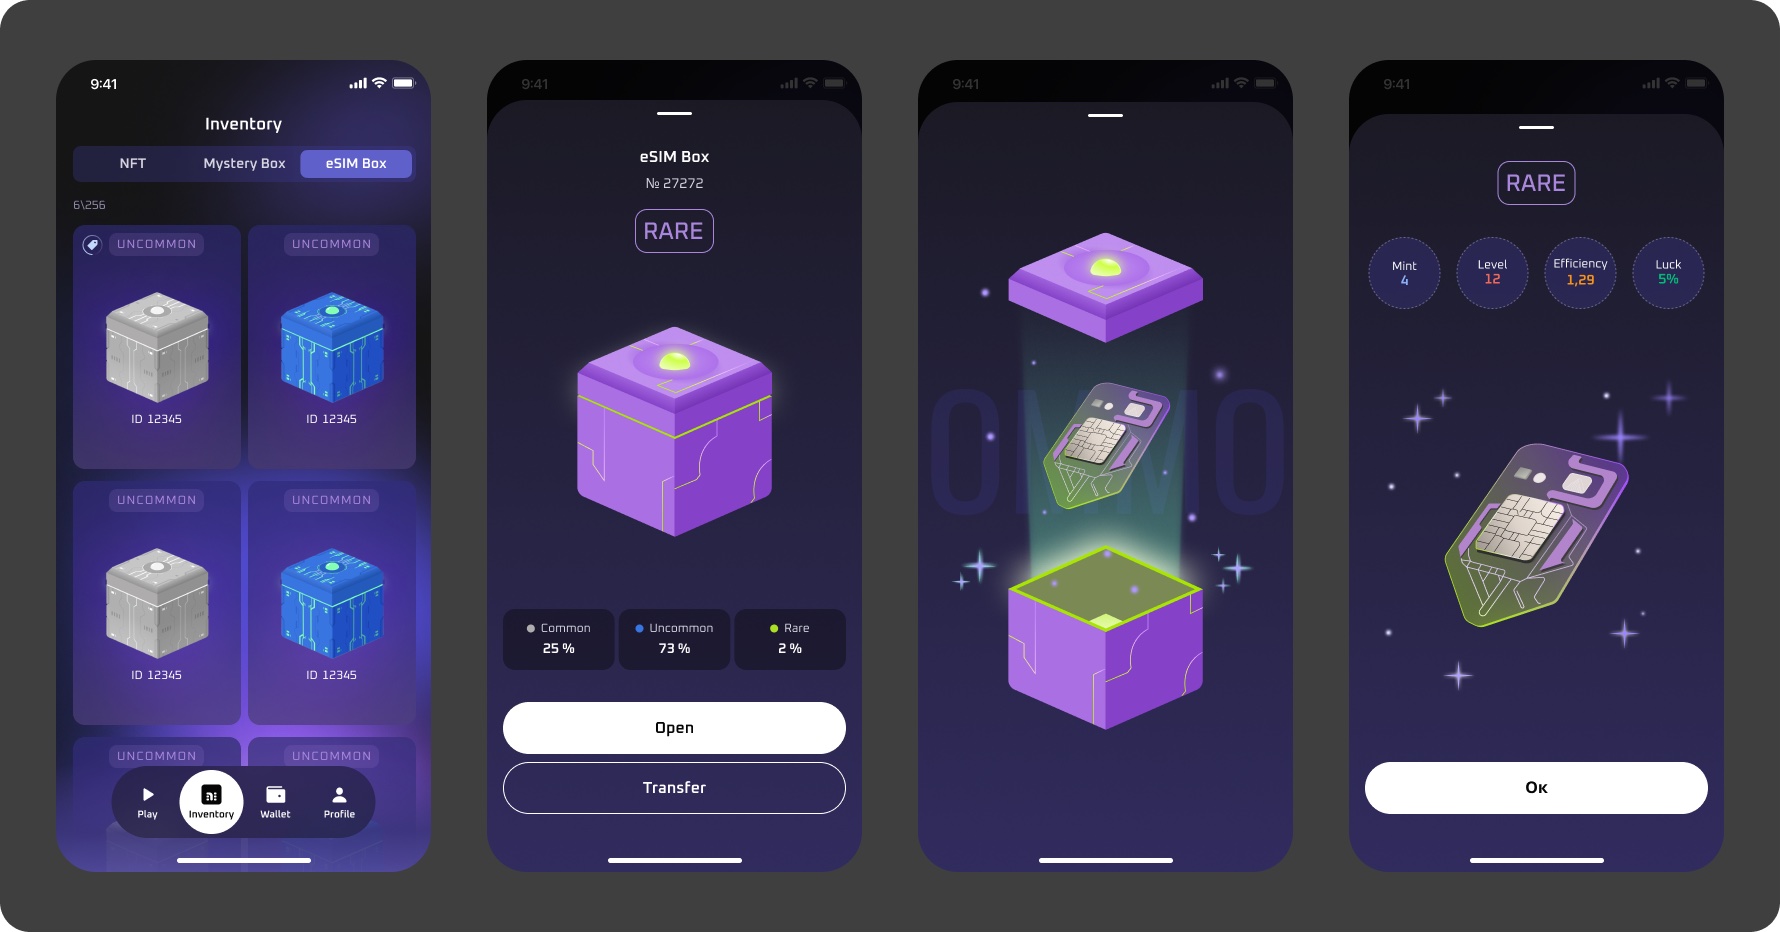 9:41
Inventory
NFT
Mystery Box
eSIM Box
6\256
UNCOMMON
UNCOMMON
ID 12345
ID 12345
UNCOMMON
UNCOMMON
ID 12345
ID 12345
UNCOMMON
UNCOMMON
Play
Inventory
Wallet
Profile
9:41
eSIM Box
№ 27272
RARE
Common
25 %
Uncommon
73 %
Rare
2 %
Open
Transfer
9:41
OMMO
9:41
RARE
Mint
4
Level
12
Efficiency
1,29
Luck
5%
Ок